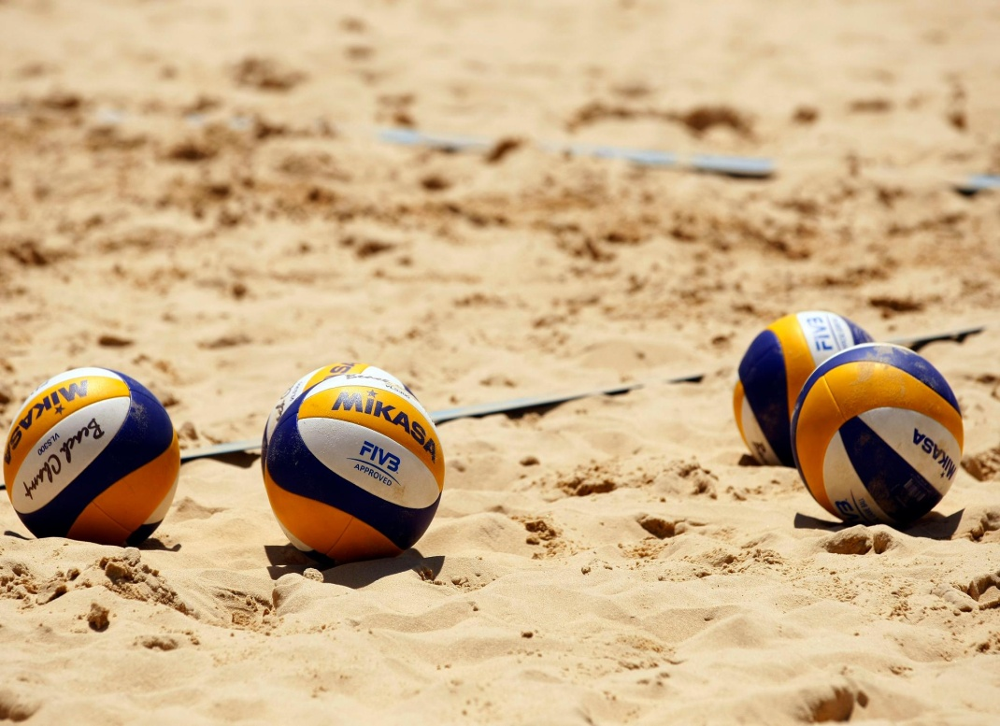 MIKASA
Beach Champ
VLS300
MIKASA
FIVB
APPROVED
FIVB
MIKASA